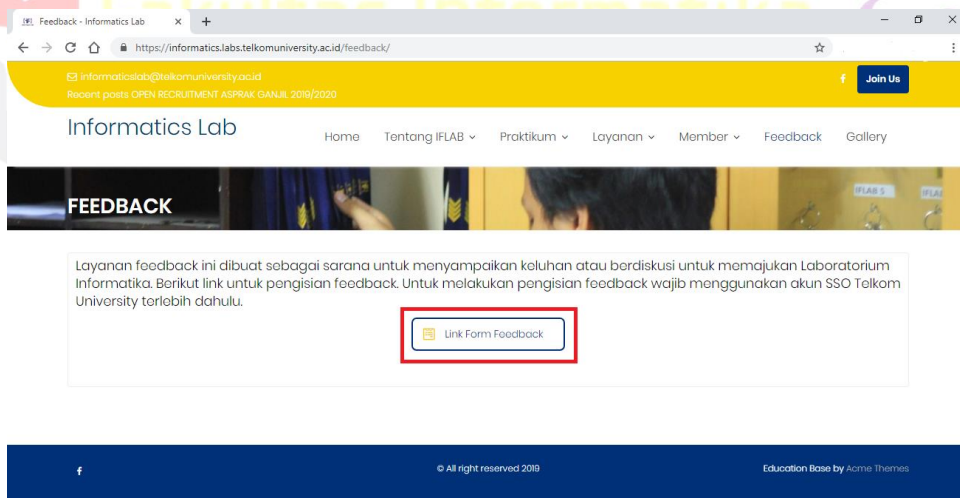 Fakultas Informatika
Feedback - Informatics Lab
https://informatics.labs.telkomuniversity.ac.id/feedback/
informaticslab@telkomuniversity.ac.id
Join Us
Recent posts OPEN RECRUITMENT ASPRAK GANJIL 2019/2020
Informatics Lab
Home Tentang IFLAB Praktikum Layanan Member Feedback Gallery
IFLAB 5
FEEDBACK
Layanan feedback ini dibuat sebagai sarana untuk menyampaikan keluhan atau berdiskusi untuk memajukan Laboratorium
Informatika. Berikut link untuk pengisian feedback. Untuk melakukan pengisian feedback wajib menggunakan akun SSO Telkom
University terlebih dahulu.
Link Form Feedback
© All right reserved 2019
Education Base by Acme Themes